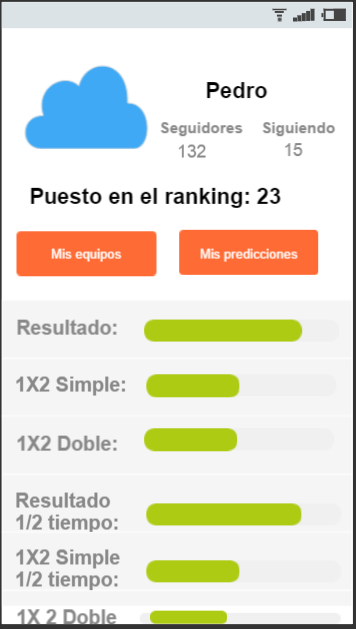 Pedro
Seguidores Siguiendo
132 15
Puesto en el ranking: 23
Mis equipos Mis predicciones
Resultado:
1X2 Simple:
1X2 Doble:
Resultado
1/2 tiempo:
1X2 Simple
1/2 tiempo:
1X 2 Doble